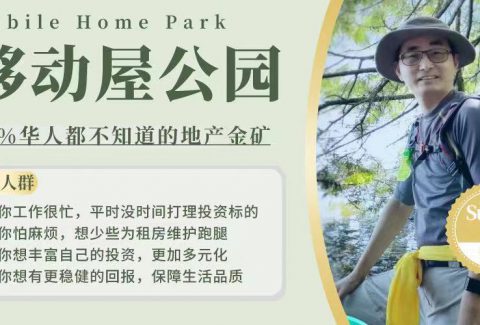 bile Home Park
移动屋公园
%华人都不知道的地产金矿
人群
你工作很忙，平时没时间打理投资标的
你怕麻烦，想少些为租房维护跑腿
你想丰富自己的投资，更加多元化
你想有更稳健的回报，保障生活品质
Su